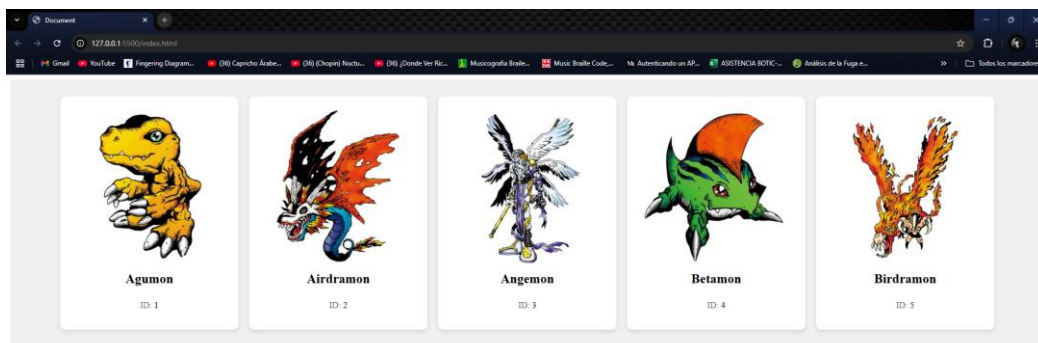 Document
127.0.0.1:5500/index.html
Gmail YouTube Fingering Diagram... (36) Capricho Árabe... (36) (Chopin) Noctu... (36) ¿Donde Ver Ric... Musicografia Braile... Music Braille Code,... Autenticando un AP... ASISTENCIA BOTIC-... Análisis de la Fuga e... » Todos los marcadores
Agumon Airdramon Angemon Betamon Birdramon
ID: 1 ID: 2 ID: 3 ID: 4 ID: 5